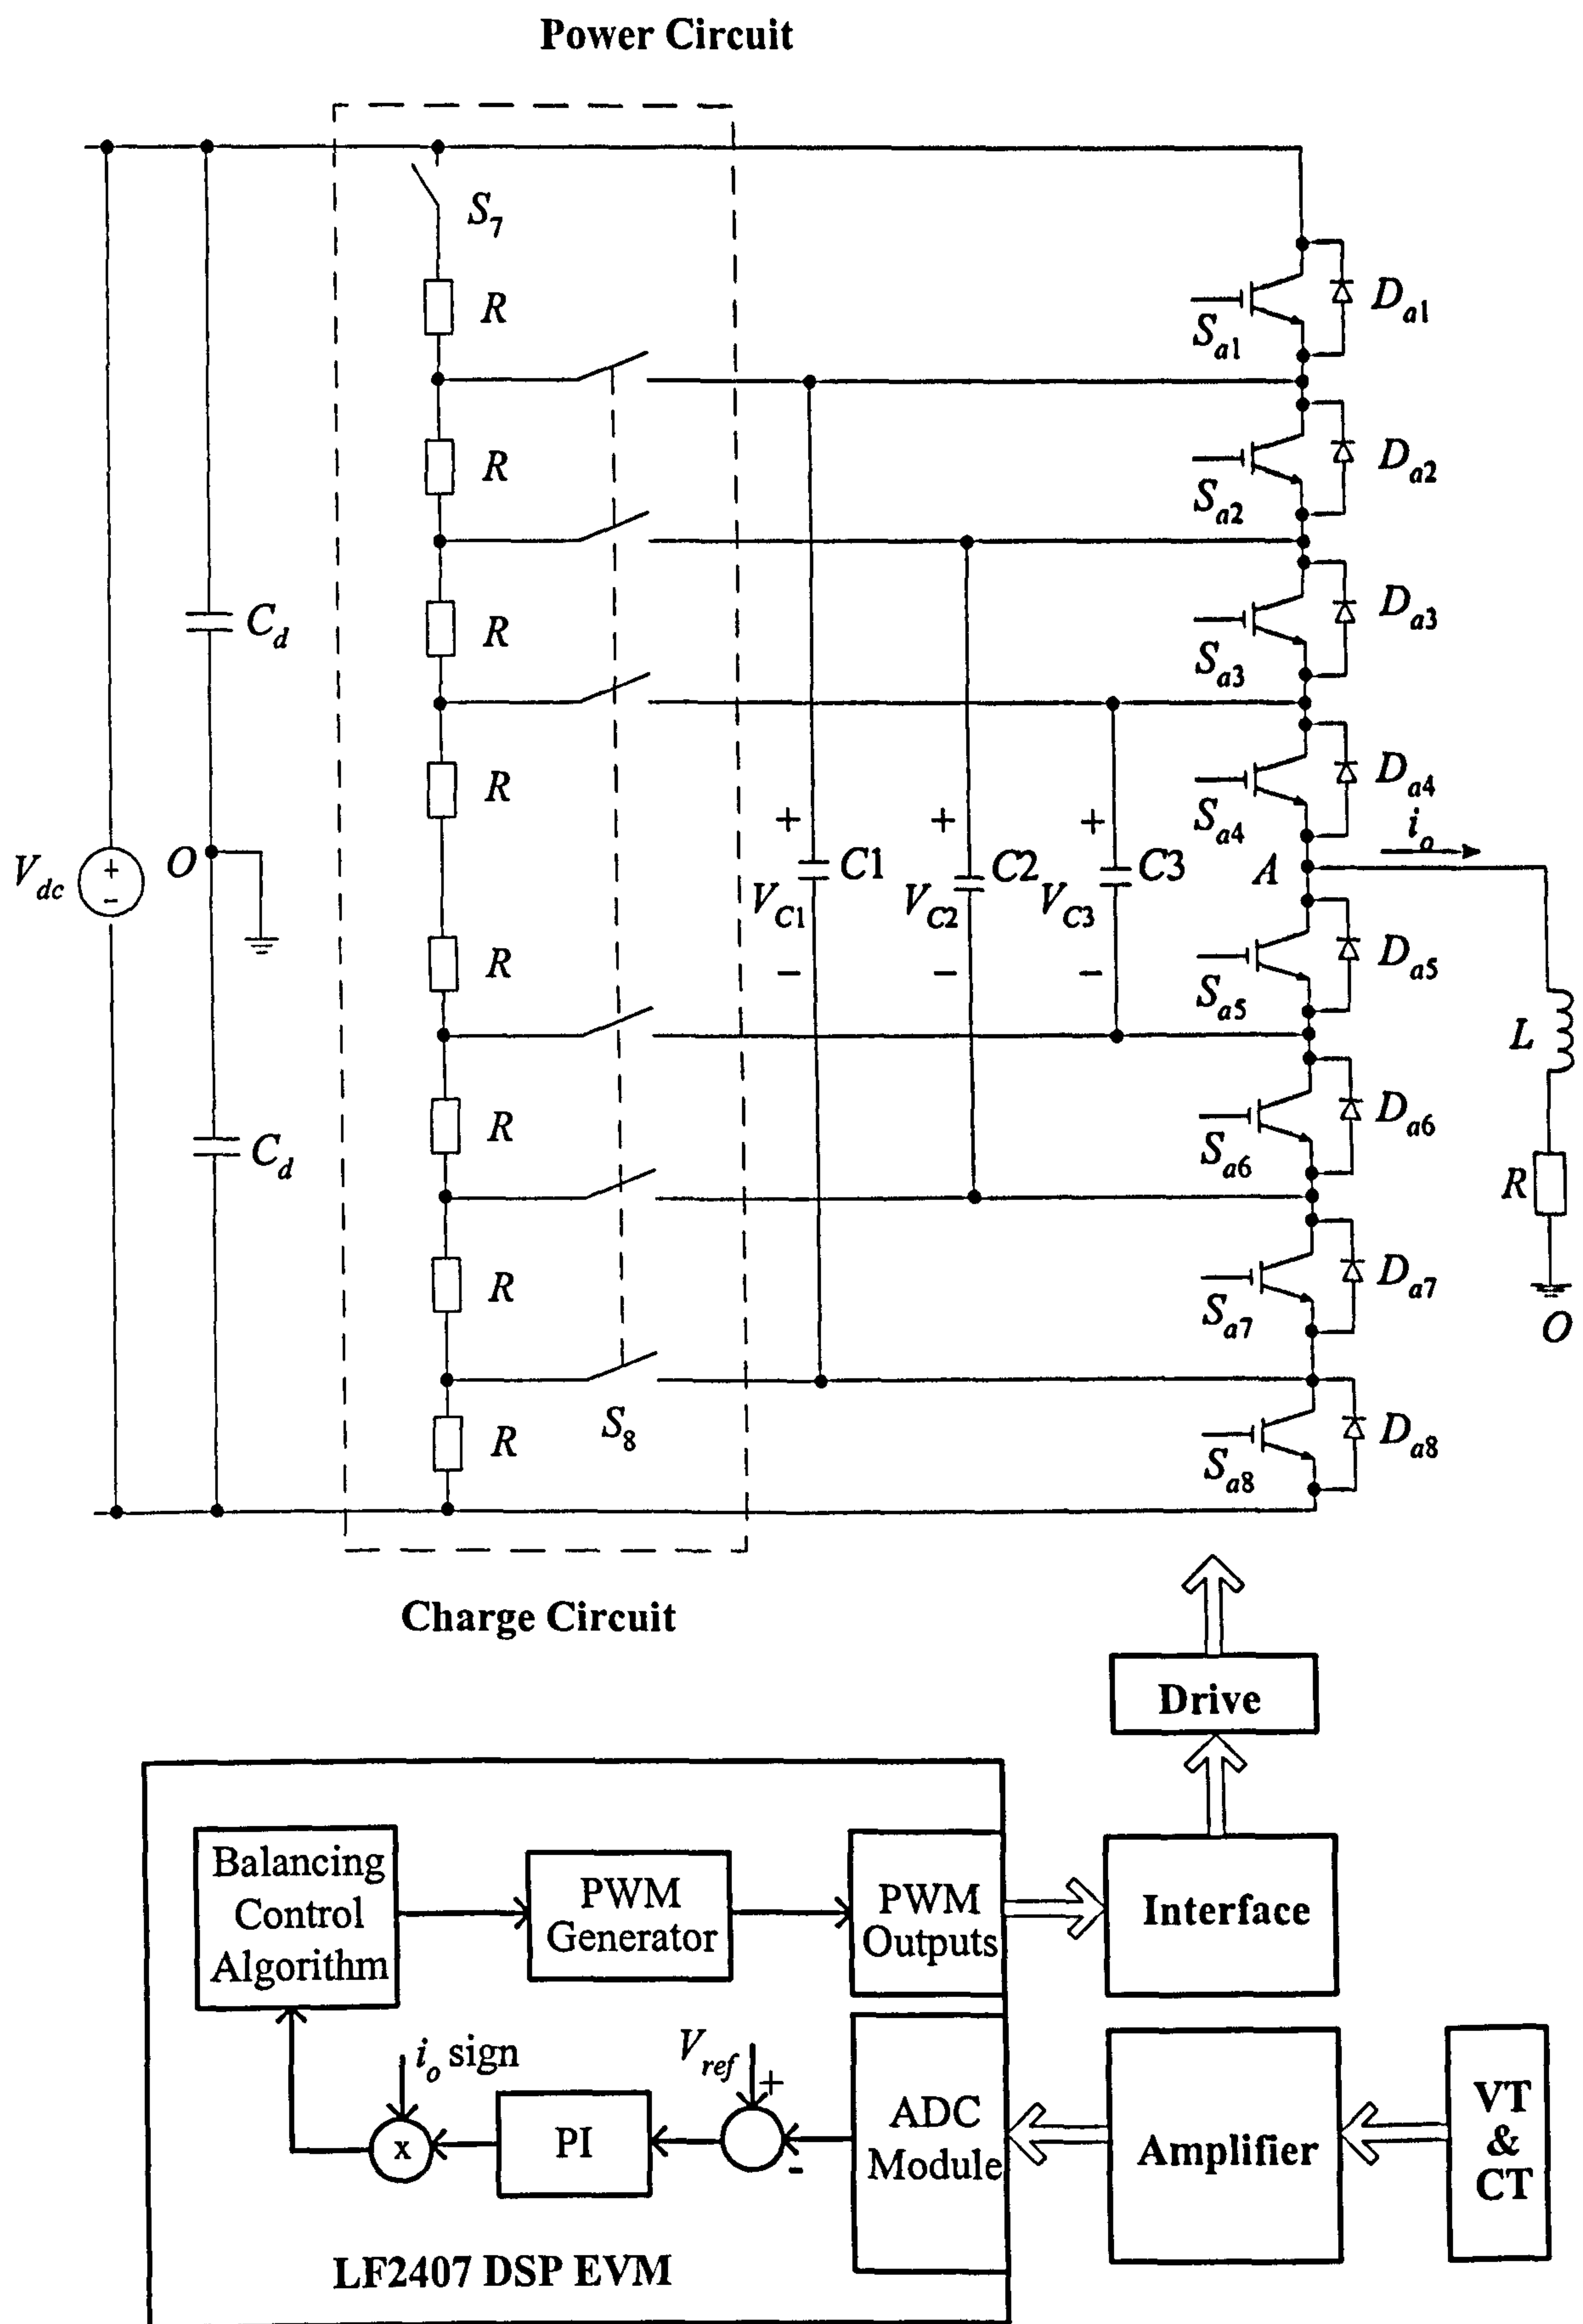 Power Circuit
S7
R
Da1
Sa1
R
Da2
Sa2
R
Cd
Da3
Sa3
R
Da4
Sa4
io
+
+
+
O
Vdc
+
-
C1
C2
C3
A
VC1
VC2
VC3
R
Da5
-
-
-
Sa5
L
R
Cd
Da6
Sa6
R
R
Da7
Sa7
O
R
S8
Da8
Sa8
Charge Circuit
Drive
Balancing
Control
Algorithm
PWM
Generator
PWM
Outputs
Interface
io sign
Vref
+
x
PI
-
ADC
Module
Amplifier
VT
&
CT
LF2407 DSP EVM